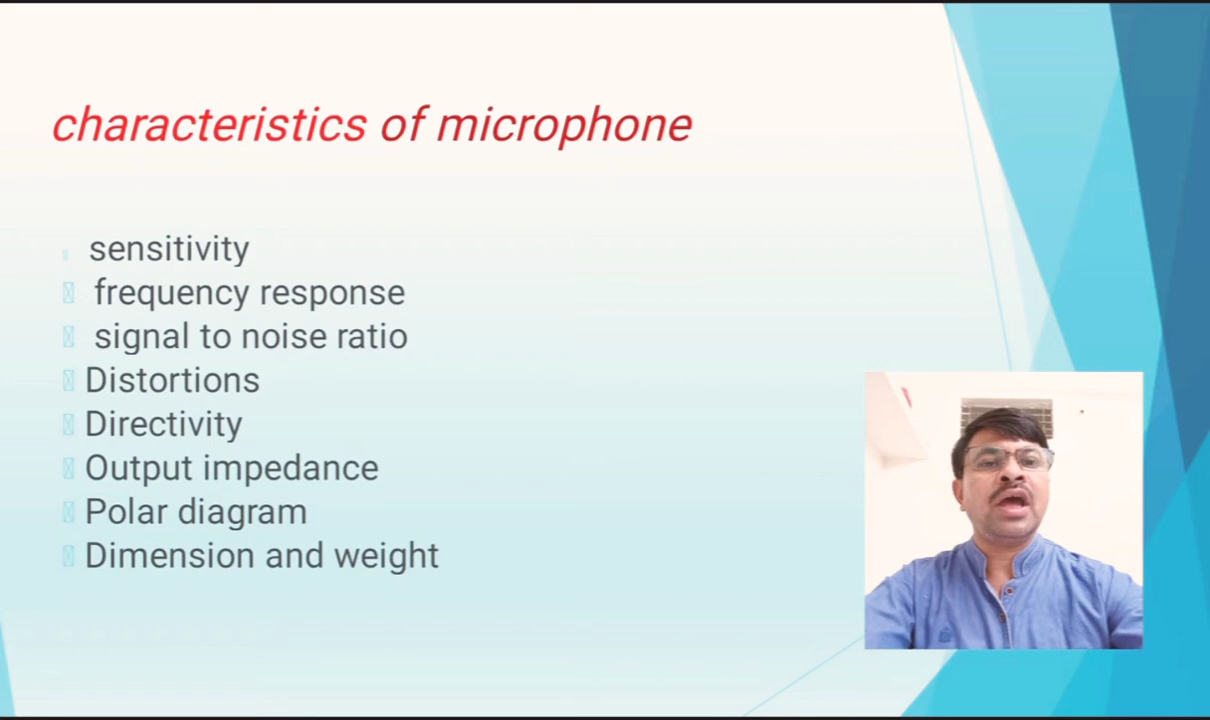 characteristics of microphone
sensitivity
frequency response
signal to noise ratio
Distortions
Directivity
Output impedance
Polar diagram
Dimension and weight